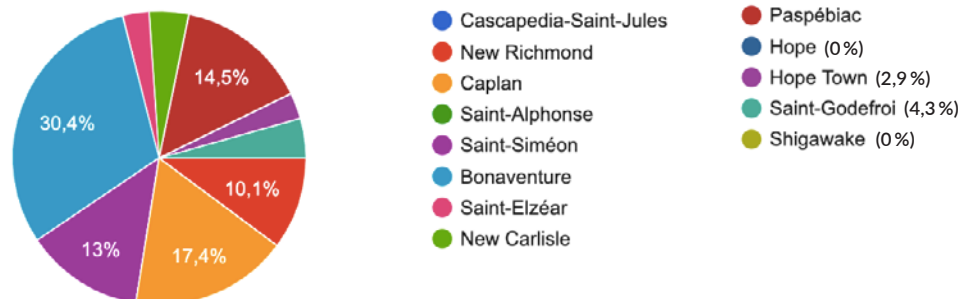 14,5%
30,4%
10,1%
13%
17,4%
Cascapedia-Saint-Jules
New Richmond
Caplan
Saint-Alphonse
Saint-Siméon
Bonaventure
Saint-Elzéar
New Carlisle
Paspébiac
Hope (0 %)
Hope Town (2,9 %)
Saint-Godefroi (4,3 %)
Shigawake (0 %)